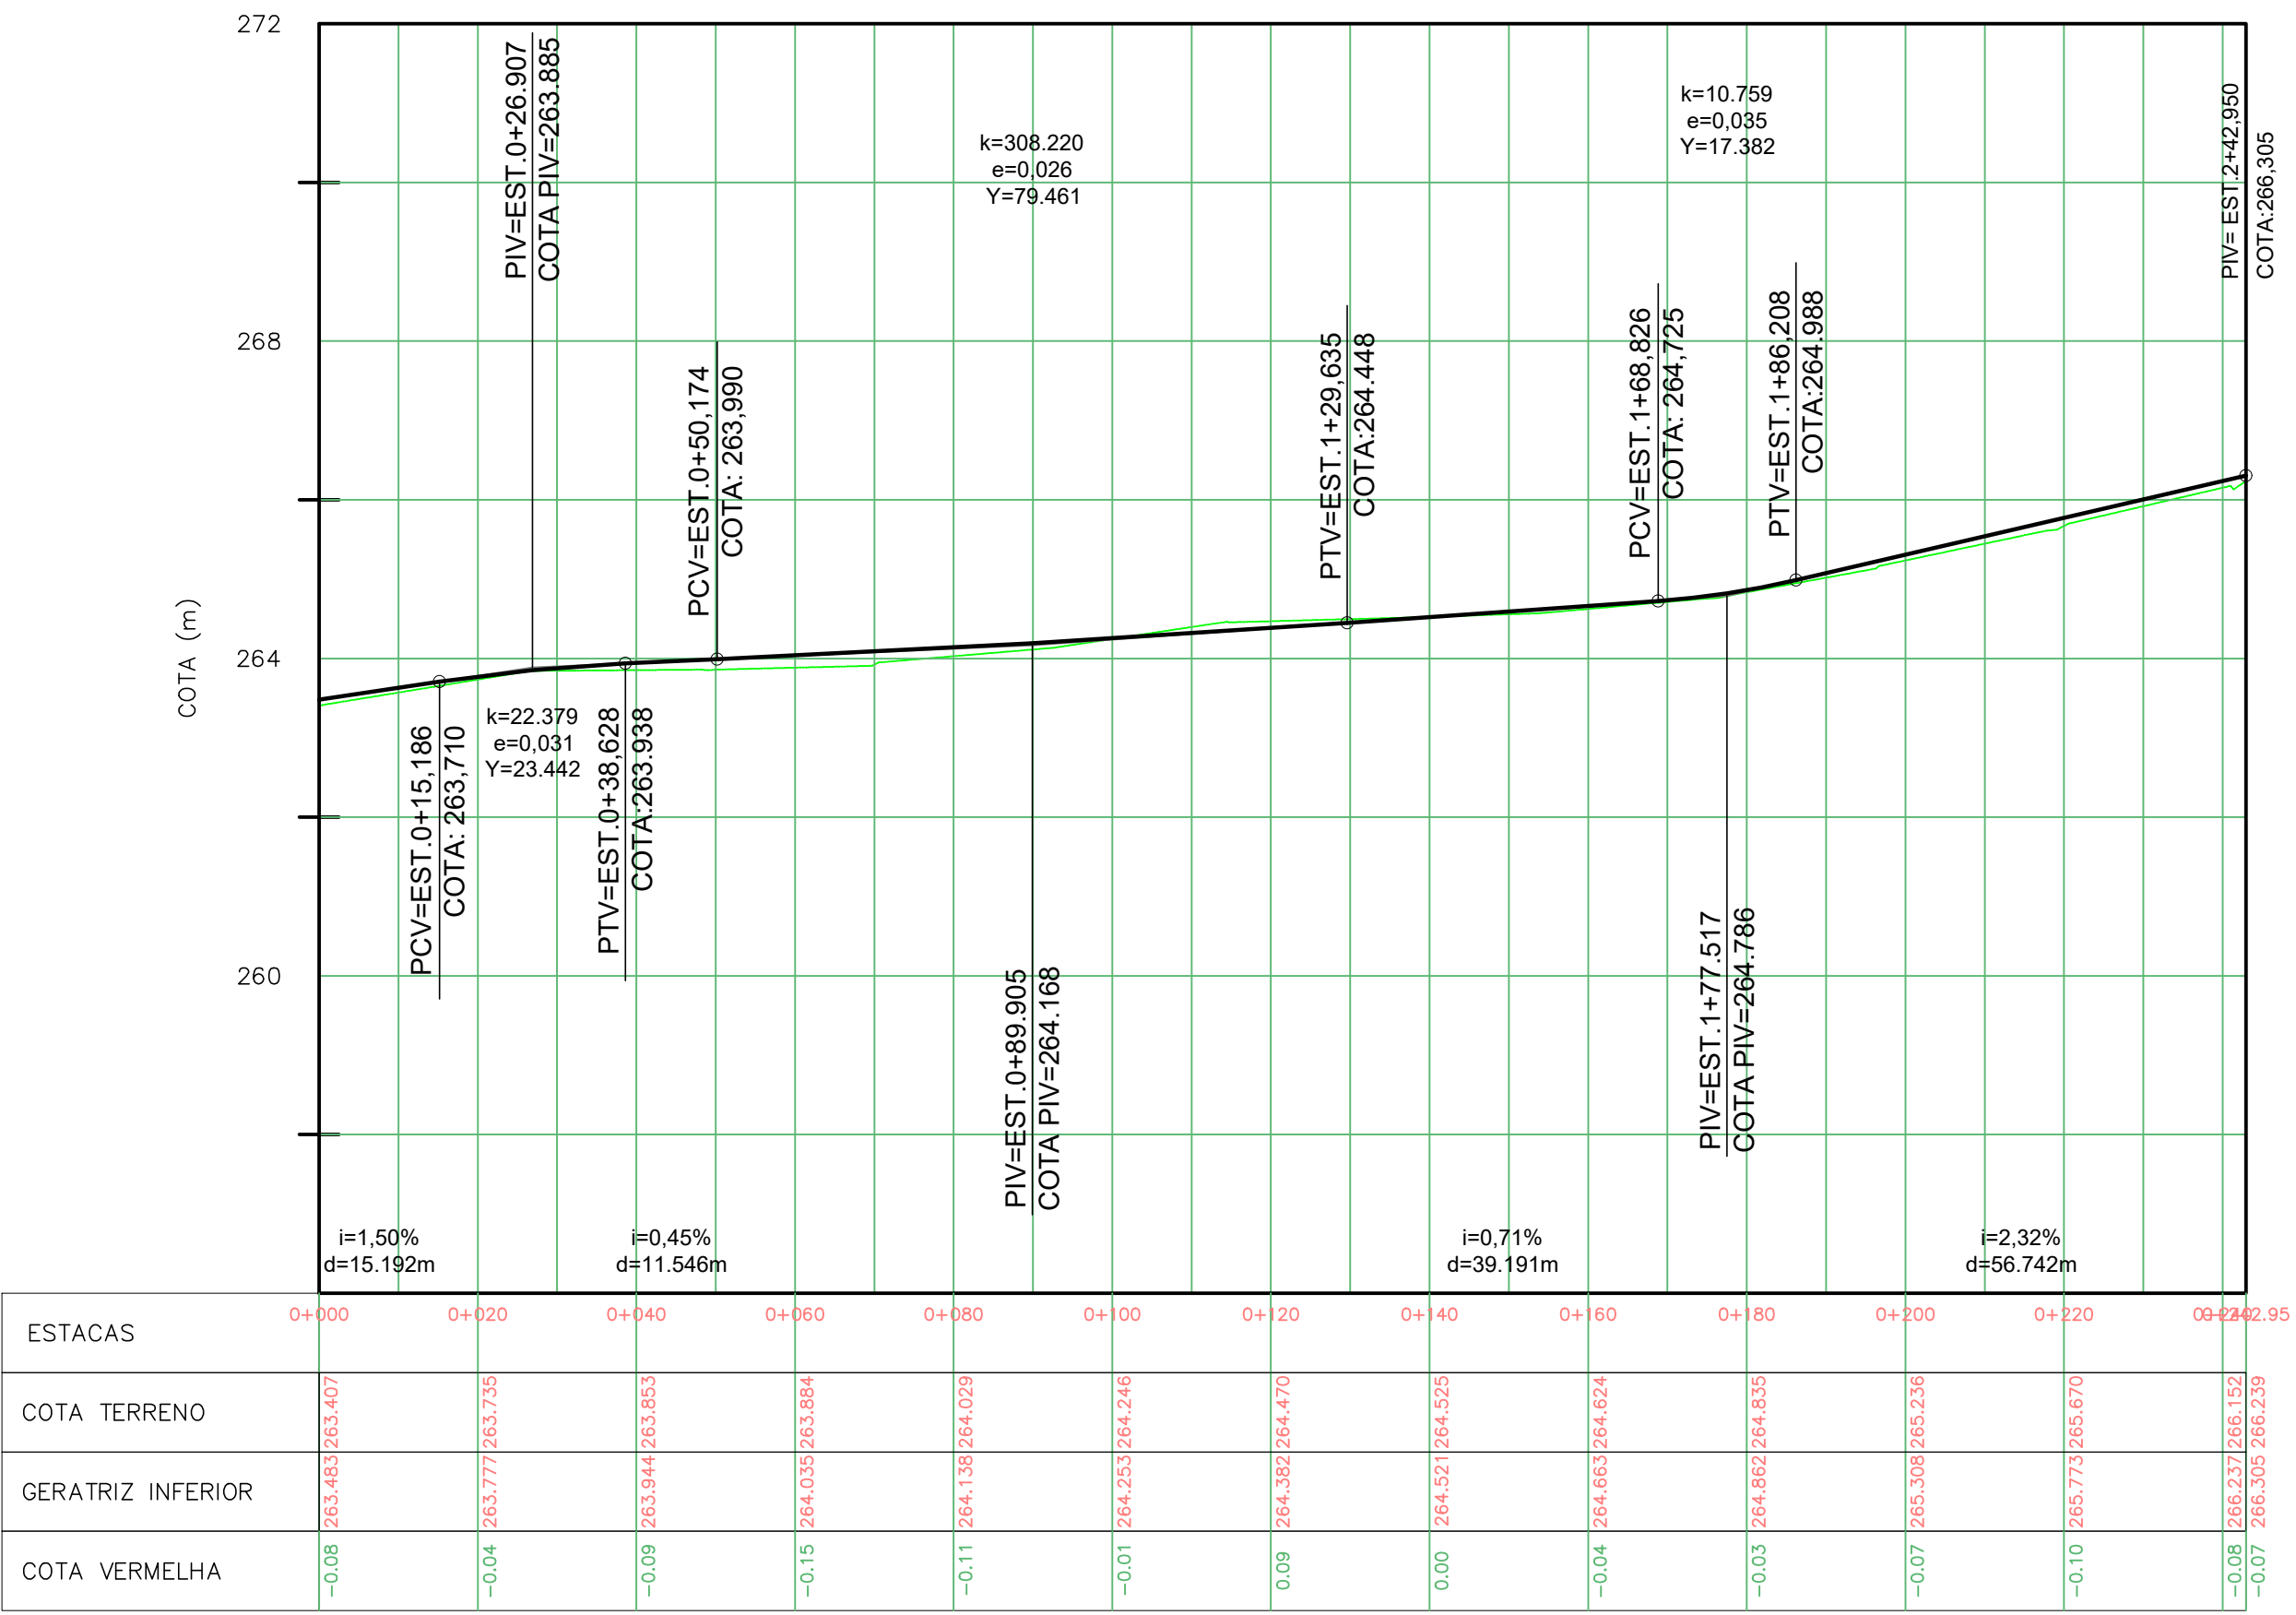 272
268
264
260
COTA (m)
PIV=EST.0+26.907
COTA PIV=263.885
k=308.220
e=0,026
Y=79.461
k=10.759
e=0,035
Y=17.382
PIV= EST.2+42,950
COTA:266,305
PCV=EST.0+50,174
COTA: 263,990
PTV=EST.1+29,635
COTA:264.448
PCV=EST.1+68,826
COTA: 264,725
PTV=EST.1+86,208
COTA:264.988
PCV=EST.0+15,186
COTA: 263,710
k=22.379
e=0,031
Y=23.442
PTV=EST.0+38,628
COTA:263.938
PIV=EST.0+89.905
COTA PIV=264.168
PIV=EST.1+77.517
COTA PIV=264.786
i=1,50%
d=15.192m
i=0,45%
d=11.546m
i=0,71%
d=39.191m
i=2,32%
d=56.742m
ESTACAS 0+000 0+020 0+040 0+060 0+080 0+100 0+120 0+140 0+160 0+180 0+200 0+220 0+240 0+242.95
COTA TERRENO 263.407 263.735 263.853 263.884 264.029 264.246 264.470 264.525 264.624 264.835 265.236 265.670 266.152 266.239
GERATRIZ INFERIOR 263.483 263.777 263.944 264.035 264.138 264.253 264.382 264.521 264.663 264.862 265.308 265.773 266.237 266.305
COTA VERMELHA -0.08 -0.04 -0.09 -0.15 -0.11 -0.01 0.09 0.00 -0.04 -0.03 -0.07 -0.10 -0.08 -0.07